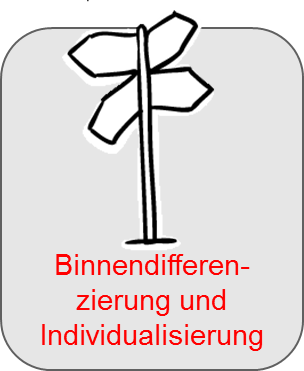 Binnendifferen-
zierung und
Individualisierung